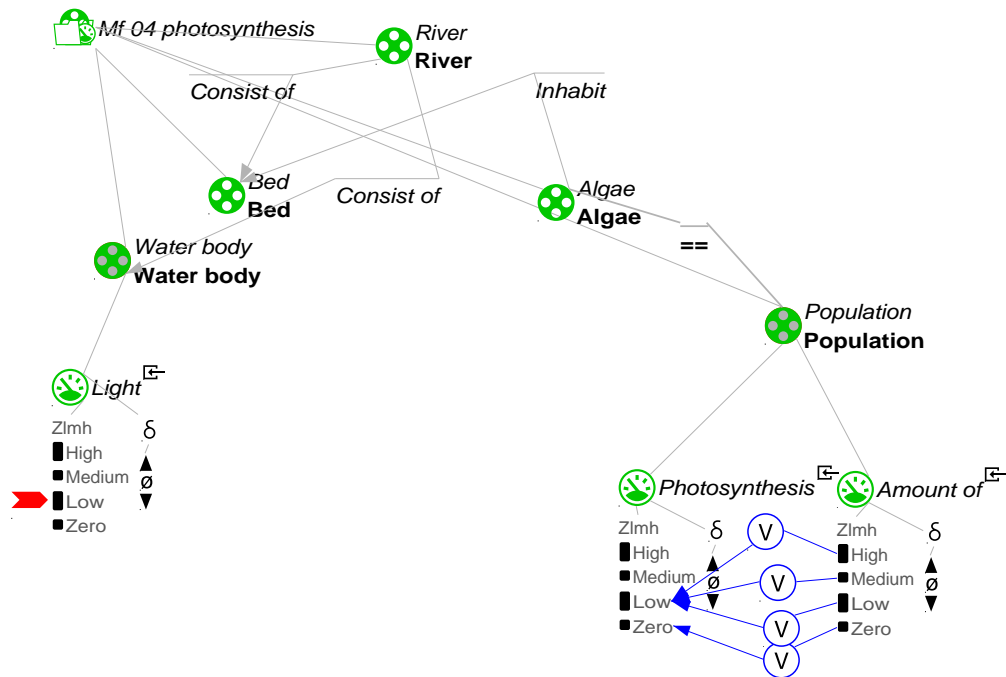 Mf 04 photosynthesis
River
River
Consist of
Inhabit
Bed
Bed
Consist of
Algae
Algae
==
Water body
Water body
Population
Population
Light
Zlmh
δ
High
Medium
ø
Low
Zero
Photosynthesis
Amount of
Zlmh
δ
High
Medium
ø
Low
Zero
V
V
V
V
Zlmh
δ
High
Medium
ø
Low
Zero